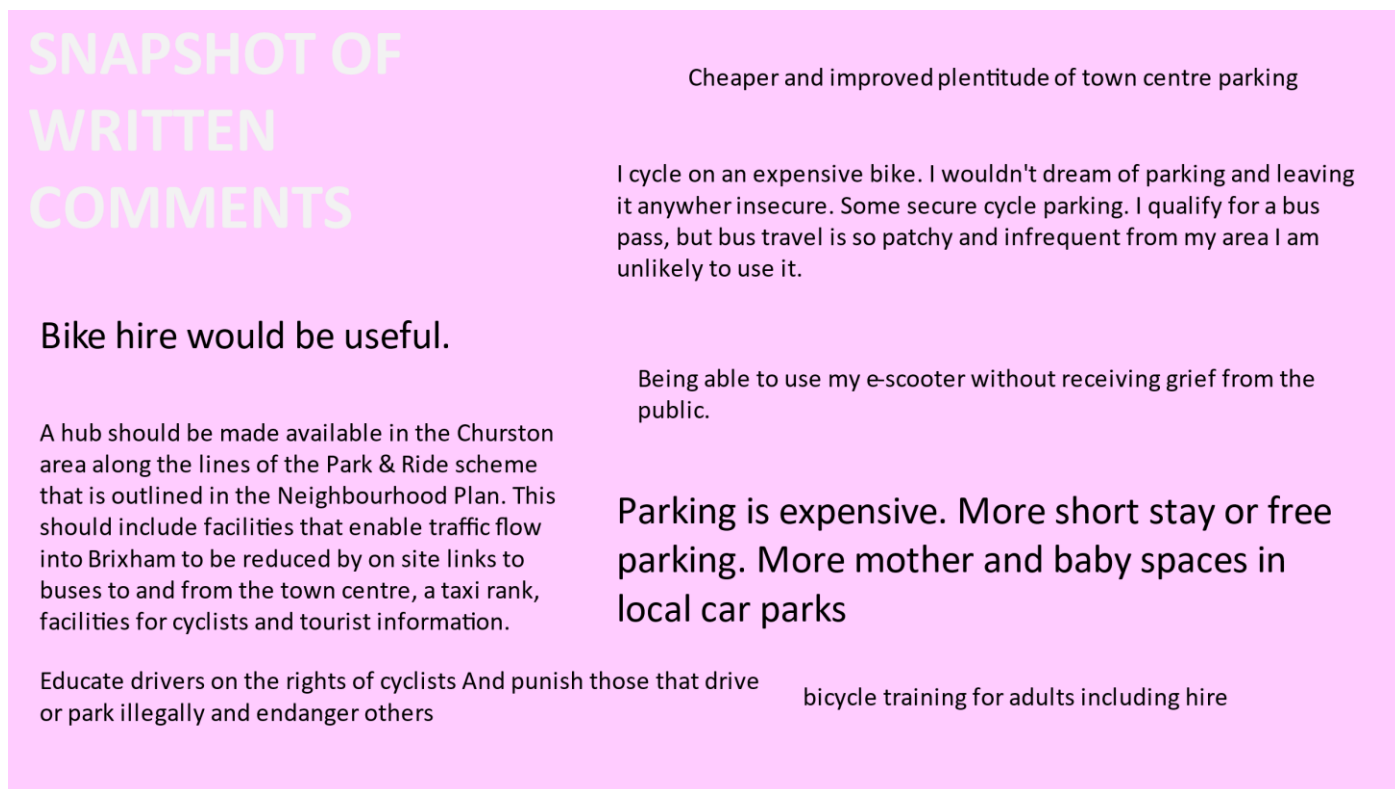 SNAPSHOT OF
WRITTEN
COMMENTS
Bike hire would be useful.
A hub should be made available in the Churston
area along the lines of the Park & Ride scheme
that is outlined in the Neighbourhood Plan. This
should include facilities that enable traffic flow
into Brixham to be reduced by on site links to
buses to and from the town centre, a taxi rank,
facilities for cyclists and tourist information.
Educate drivers on the rights of cyclists And punish those that drive
or park illegally and endanger others
Cheaper and improved plentitude of town centre parking
I cycle on an expensive bike. I wouldn't dream of parking and leaving
it anywher insecure. Some secure cycle parking. I qualify for a bus
pass, but bus travel is so patchy and infrequent from my area I am
unlikely to use it.
Being able to use my e-scooter without receiving grief from the
public.
Parking is expensive. More short stay or free
parking. More mother and baby spaces in
local car parks
bicycle training for adults including hire